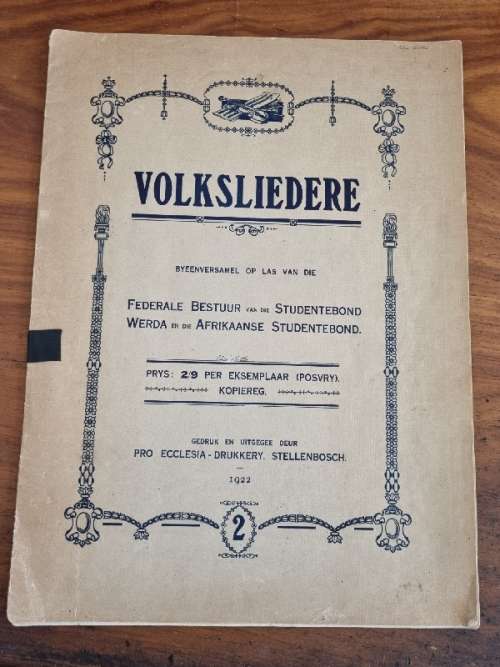 VOLKSLIEDERE
BYEENVERSAMEL OP LAS VAN DIE
FEDERALE BESTUUR VAN DIE STUDENTEBOND
WERDA EN DIE AFRIKAANSE STUDENTEBOND.
PRYS: 2/9 PER EKSEMPLAAR (POSVRY).
KOPIEREG.
GEDRUK EN UITGEGEE DEUR
PRO ECCLESIA-DRUKKERY, STELLENBOSCH.
1922
2